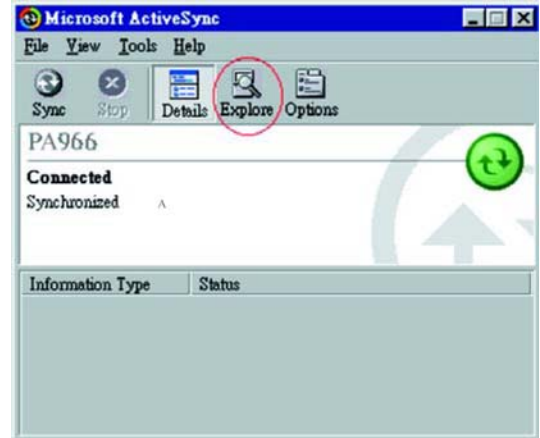 Microsoft ActiveSync
File View Tools Help
Sync Stop Details Explore Options
PA966
Connected
Synchronized
Information Type Status